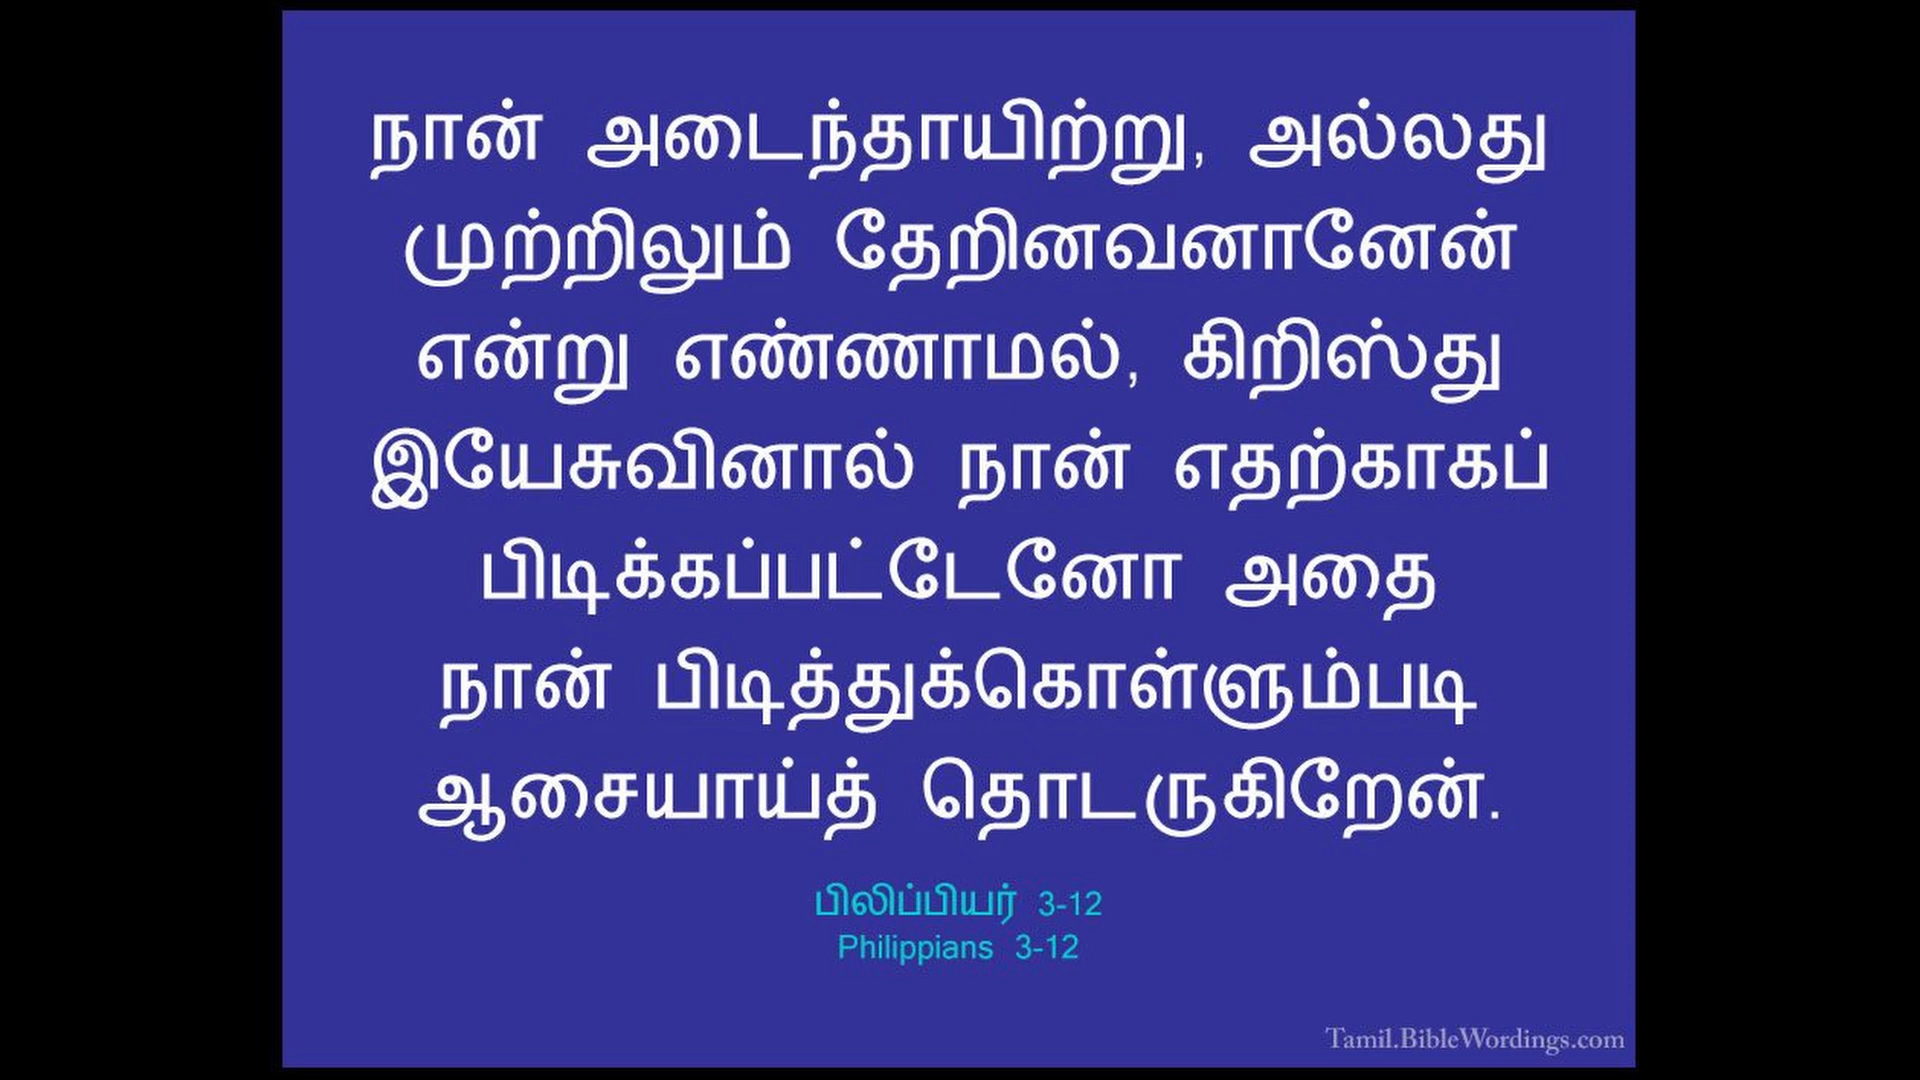 நான் அடைந்தாயிற்று, அல்லது
முற்றிலும் தேறினவனானேன்
என்று எண்ணாமல், கிறிஸ்து
இயேசுவினால் நான் எதற்காகப்
பிடிக்கப்பட்டேனோ அதை
நான் பிடித்துக்கொள்ளும்படி
ஆசையாய்த் தொடருகிறேன்.
பிலிப்பியர் 3-12
Philippians 3-12
Tamil.BibleWordings.com